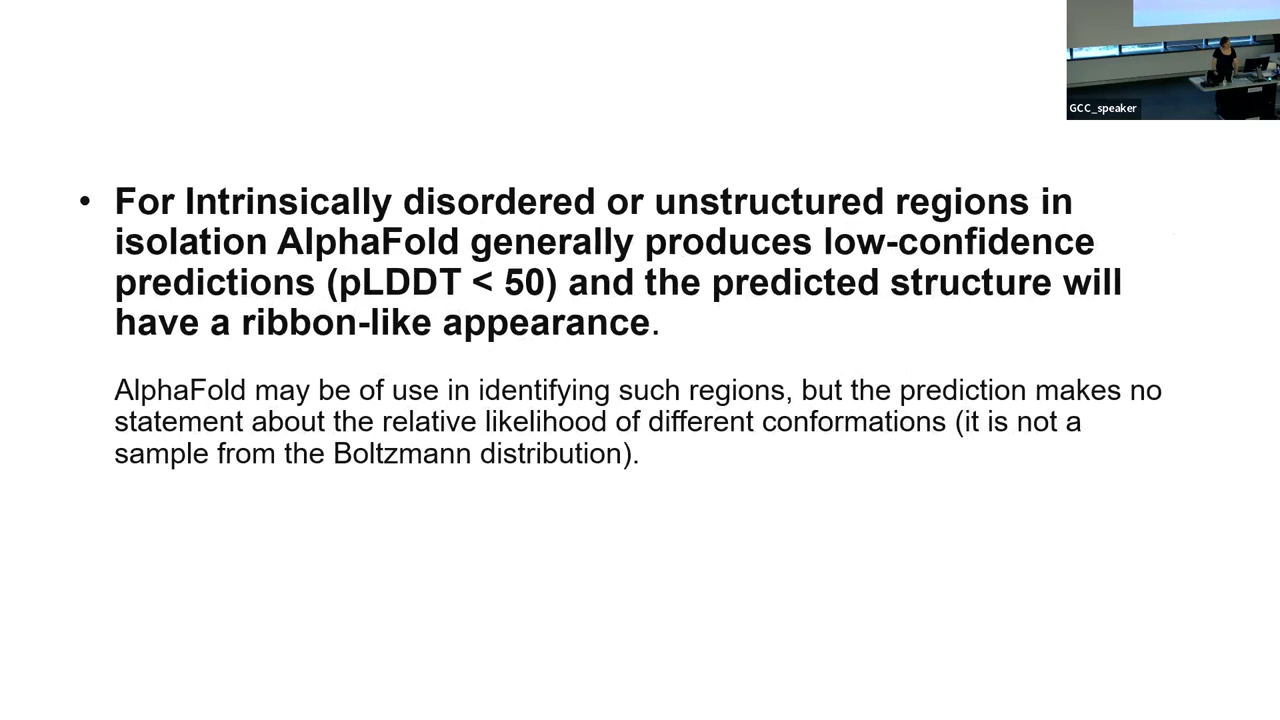 GCC_speaker
• For Intrinsically disordered or unstructured regions in
isolation AlphaFold generally produces low-confidence
predictions (pLDDT < 50) and the predicted structure will
have a ribbon-like appearance.
AlphaFold may be of use in identifying such regions, but the prediction makes no
statement about the relative likelihood of different conformations (it is not a
sample from the Boltzmann distribution).